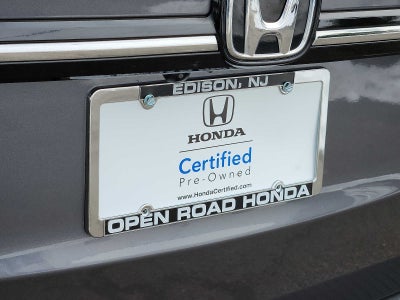 EDISON, NJ
HONDA
Certified
Pre-Owned
www.HondaCertified.com
OPEN ROAD HONDA